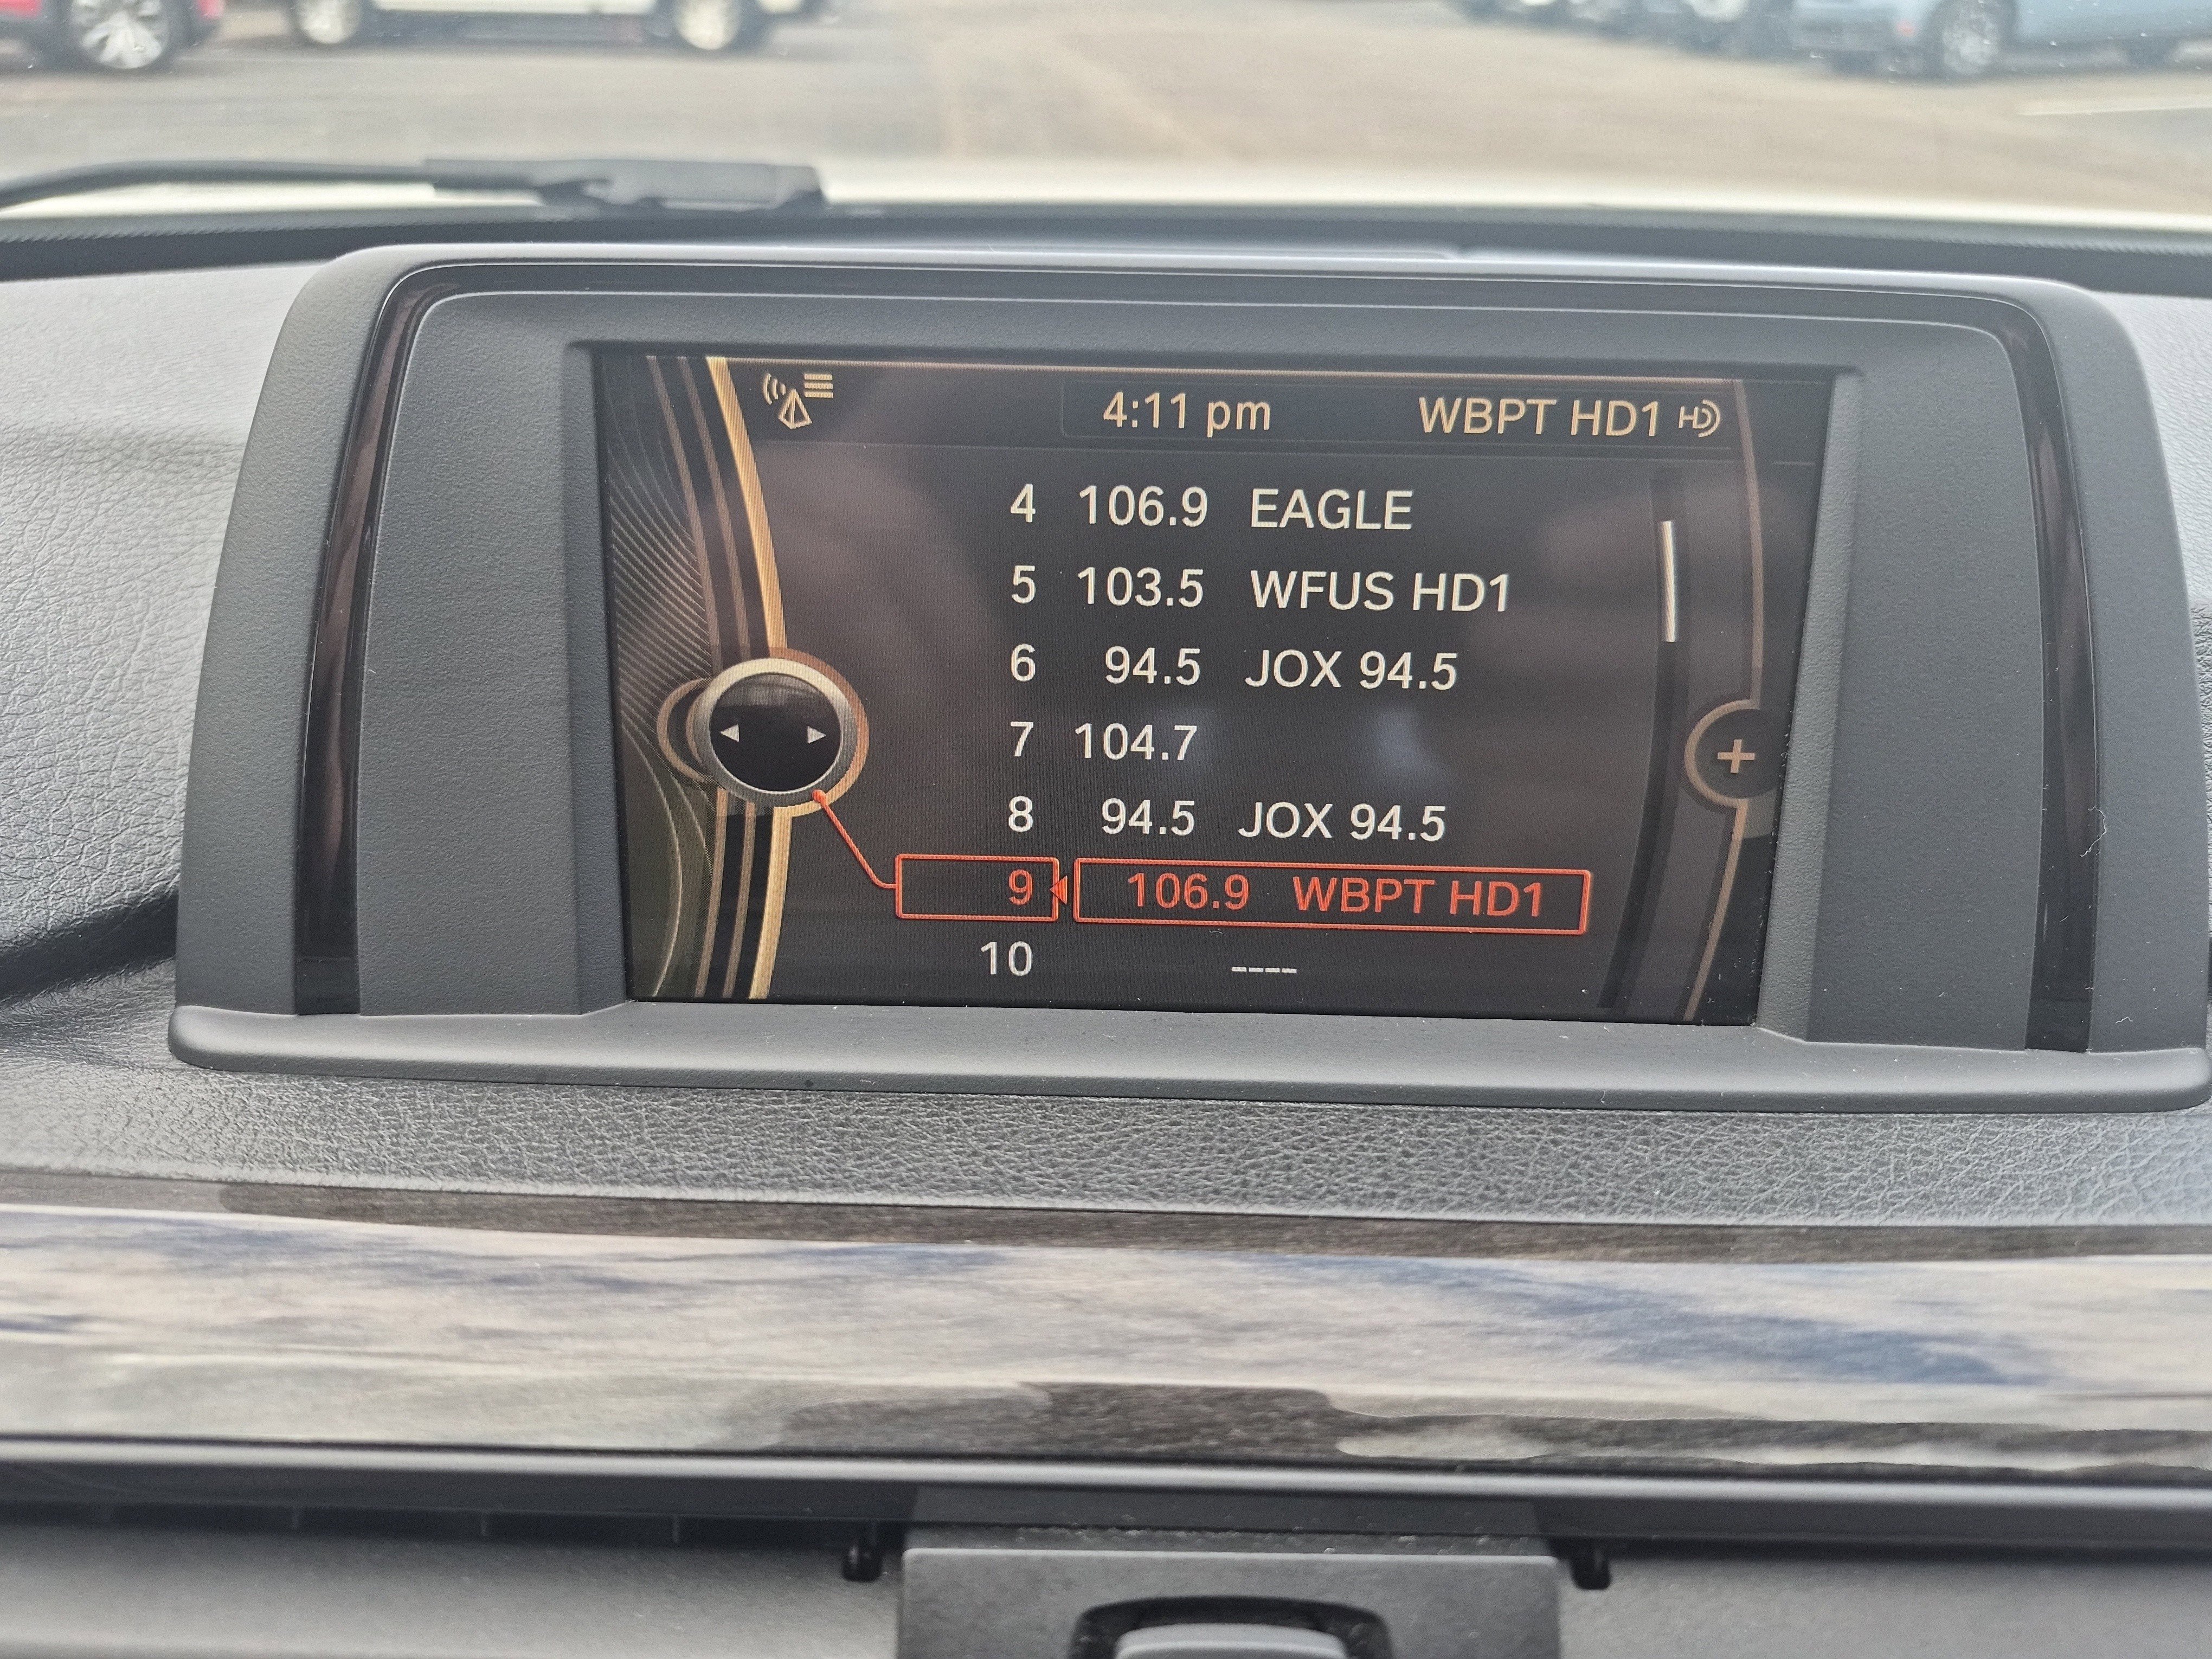 4:11 pm WBPT HD1 HD
4 106.9 EAGLE
5 103.5 WFUS HD1
6 94.5 JOX 94.5
7 104.7
8 94.5 JOX 94.5
9 106.9 WBPT HD1
10 ----
+